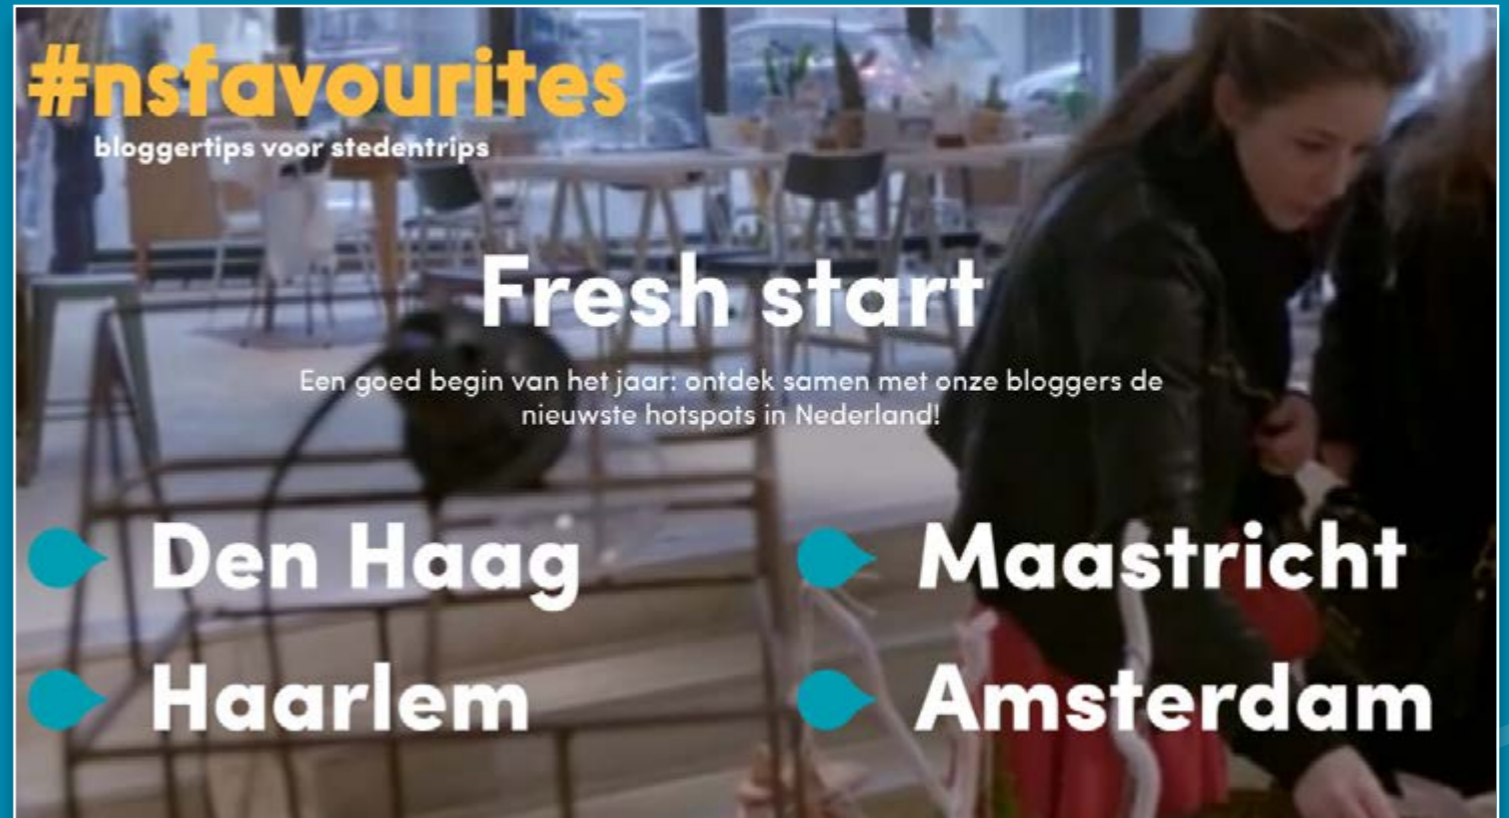 #nsfavourites
bloggertips voor stedentrips
Fresh start
Een goed begin van het jaar: ontdek samen met onze bloggers de
nieuwste hotspots in Nederland!
Den Haag
Maastricht
Haarlem
Amsterdam